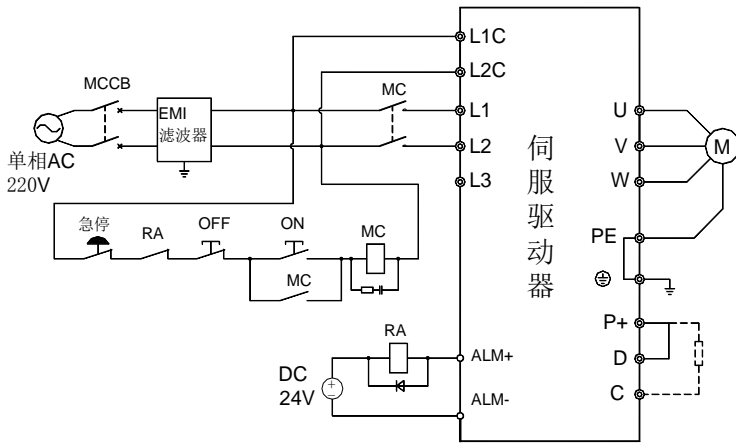 L1C
L2C
MCCB
MC
EMI
滤波器
L1
L2
L3
单相AC
220V
U
V
W
M
伺服驱动器
PE
急停
RA
OFF
ON
MC
MC
P+
D
C
RA
ALM+
DC
24V
ALM-